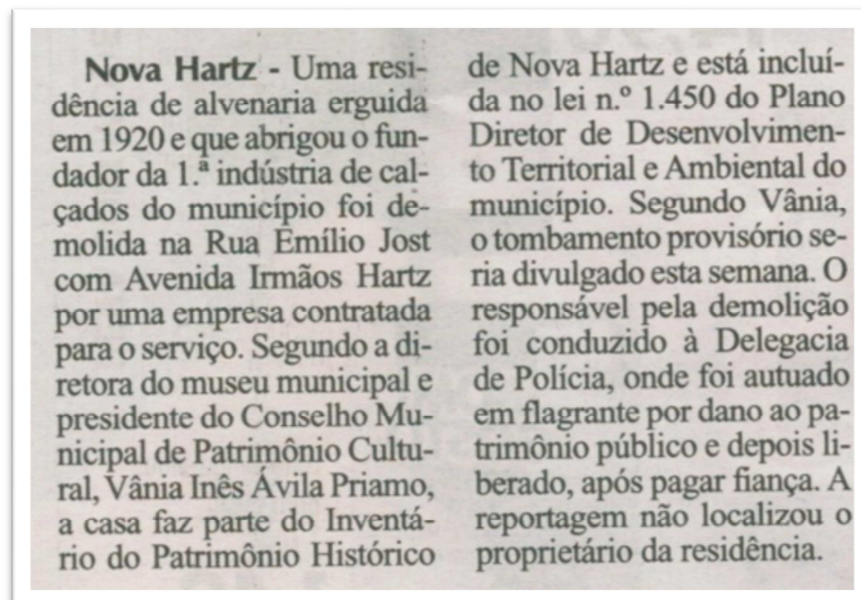 Nova Hartz - Uma resi-
dência de alvenaria erguida
em 1920 e que abrigou o fun-
dador da 1.ª indústria de cal-
çados do município foi de-
molida na Rua Emílio Jost
com Avenida Irmãos Hartz
por uma empresa contratada
para o serviço. Segundo a di-
retora do museu municipal e
presidente do Conselho Mu-
nicipal de Patrimônio Cultu-
ral, Vânia Inês Ávila Priamo,
a casa faz parte do Inventá-
rio do Patrimônio Histórico
de Nova Hartz e está incluí-
da no lei n.º 1.450 do Plano
Diretor de Desenvolvimen-
to Territorial e Ambiental do
município. Segundo Vânia,
o tombamento provisório se-
ria divulgado esta semana. O
responsável pela demolição
foi conduzido à Delegacia
de Polícia, onde foi autuado
em flagrante por dano ao pa-
trimônio público e depois li-
berado, após pagar fiança. A
reportagem não localizou o
proprietário da residência.